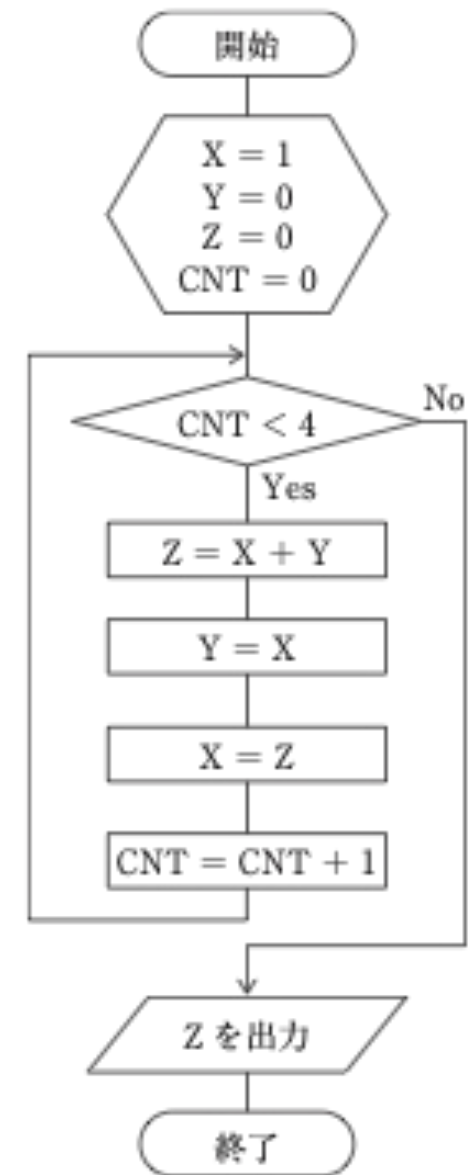 開始
X = 1
Y = 0
Z = 0
CNT = 0
CNT < 4
No
Yes
Z = X + Y
Y = X
X = Z
CNT = CNT + 1
Z を出力
終了